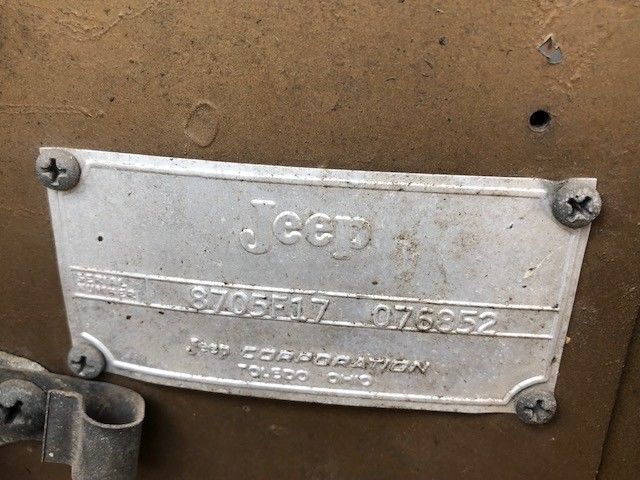 Jeep
SERIAL
NUMBER
8705F17 076852
Jeep CORPORATION
TOLEDO OHIO